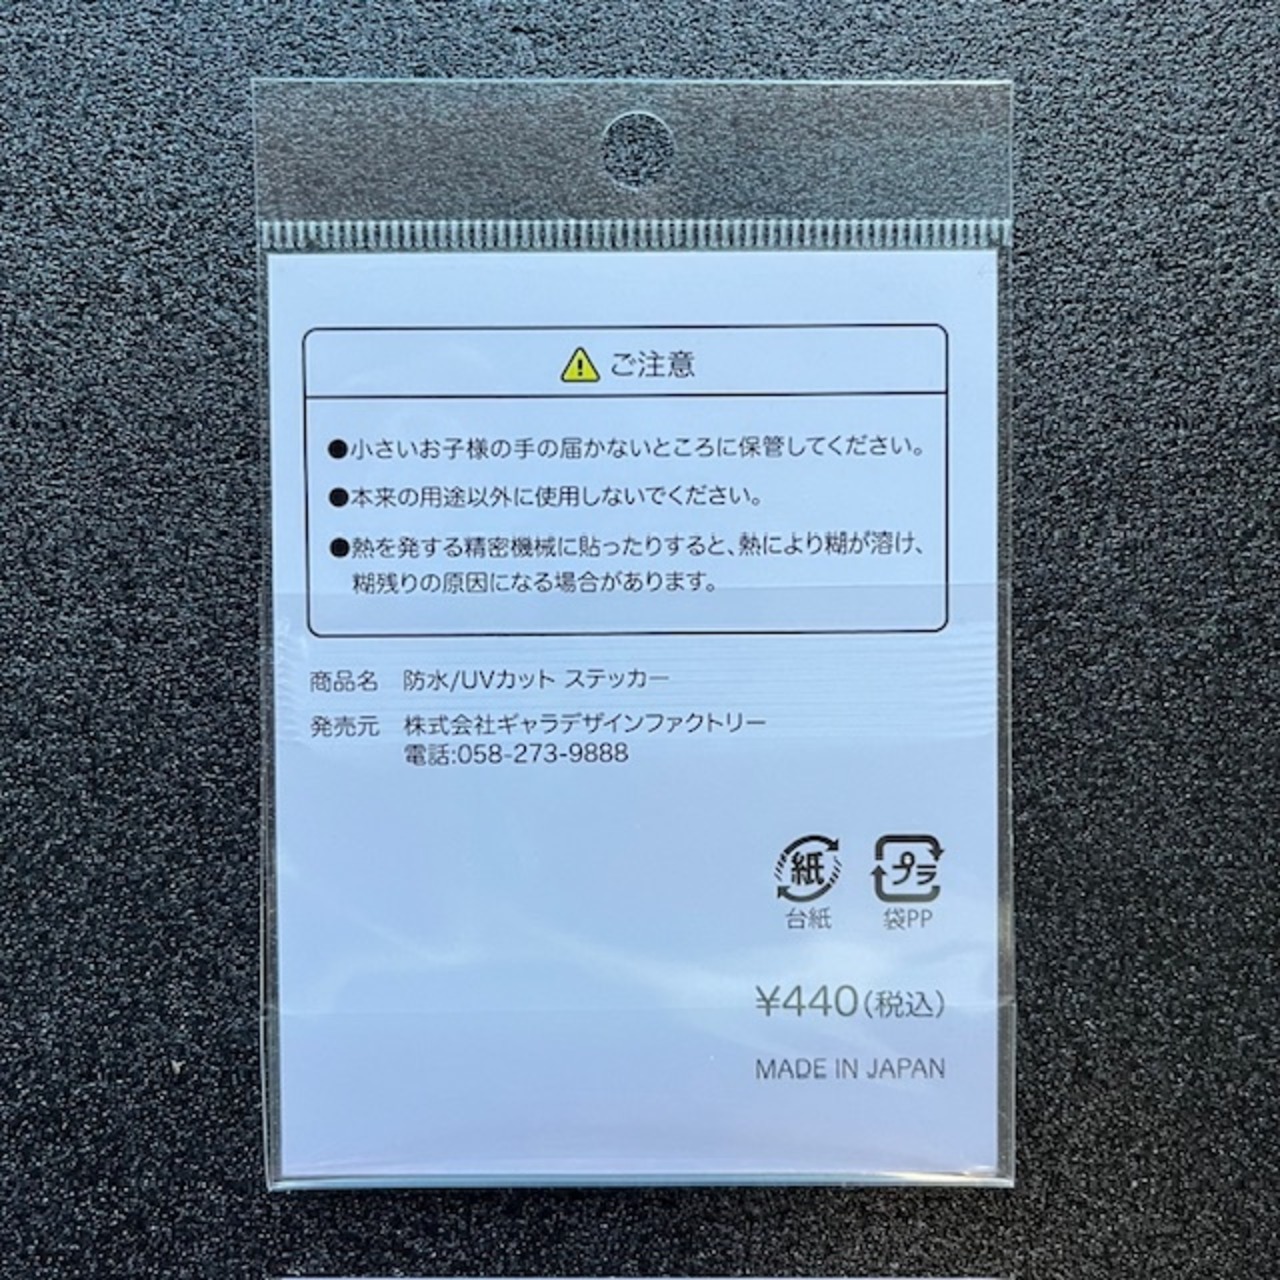 ご注意
●小さいお子様の手の届かないところに保管してください。
●本来の用途以外に使用しないでください。
●熱を発する精密機械に貼ったりすると、熱により糊が溶け、
糊残りの原因になる場合があります。
商品名 防水/UVカット ステッカー
発売元 株式会社ギャラデザインファクトリー
電話:058-273-9888
紙 プラ
台紙 袋PP
¥440(税込)
MADE IN JAPAN